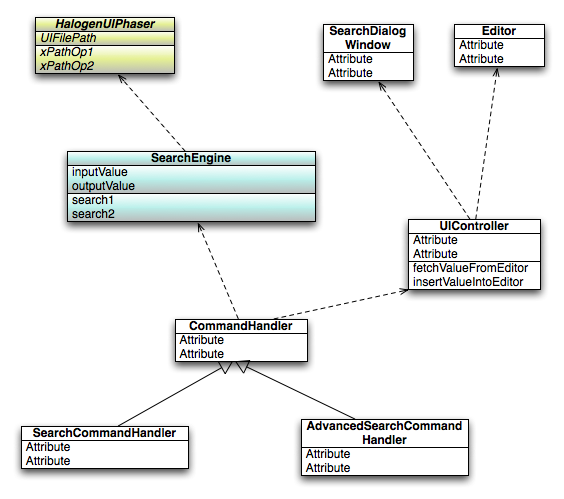 HalogenUIPhaser
UIFilePath
xPathOp1
xPathOp2
SearchDialog
Window
Attribute
Attribute
Editor
Attribute
Attribute
SearchEngine
inputValue
outputValue
search1
search2
UIController
Attribute
Attribute
fetchValueFromEditor
insertValueIntoEditor
CommandHandler
Attribute
Attribute
SearchCommandHandler
Attribute
Attribute
AdvancedSearchCommand
Handler
Attribute
Attribute